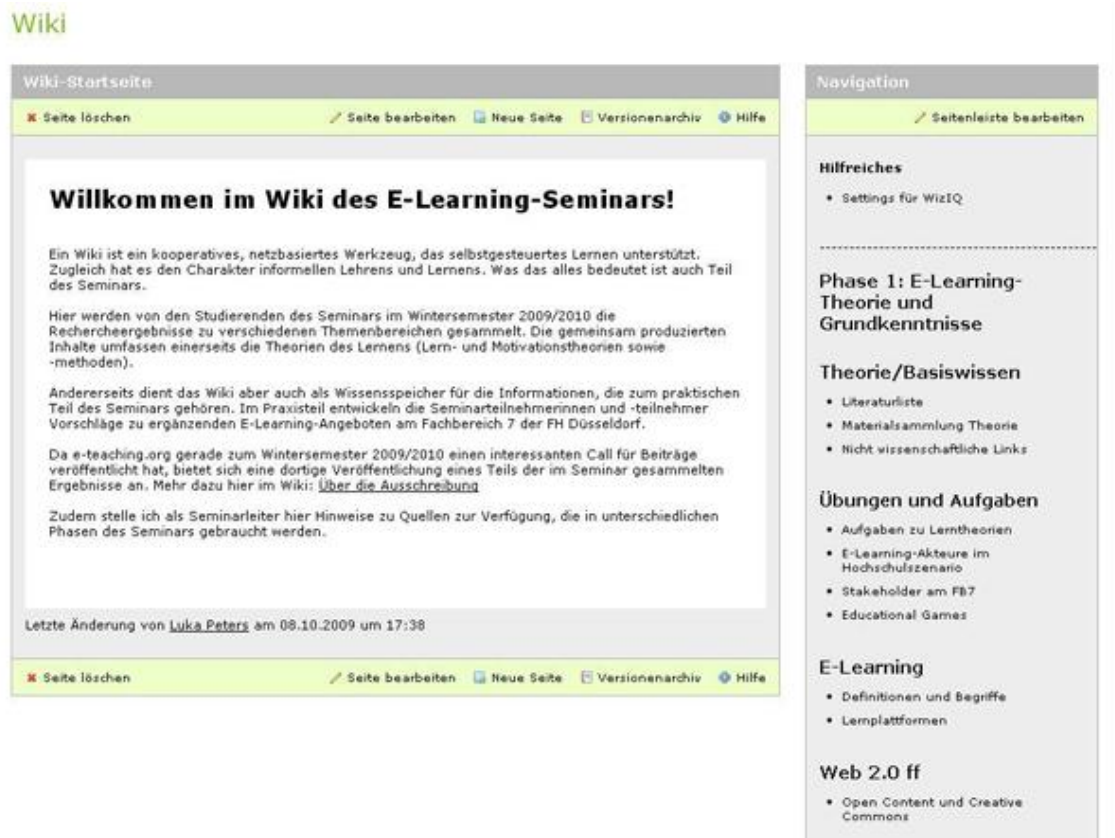 Wiki
Wiki-Startseite
Seite löschen
Seite bearbeiten
Neue Seite
Versionenarchiv
Hilfe
Willkommen im Wiki des E-Learning-Seminars!
Ein Wiki ist ein kooperatives, netzbasiertes Werkzeug, das selbstgesteuertes Lernen unterstützt.
Zugleich hat es den Charakter informellen Lehrens und Lernens. Was das alles bedeutet ist auch Teil
des Seminars.
Hier werden von den Studierenden des Seminars im Wintersemester 2009/2010 die
Rechercheergebnisse zu verschiedenen Themenbereichen gesammelt. Die gemeinsam produzierten
Inhalte umfassen einerseits die Theorien des Lernens (Lern- und Motivationstheorien sowie
-methoden).
Andererseits dient das Wiki aber auch als Wissensspeicher für die Informationen, die zum praktischen
Teil des Seminars gehören. Im Praxisteil entwickeln die Seminarteilnehmerinnen und -teilnehmer
Vorschläge zu ergänzenden E-Learning-Angeboten am Fachbereich 7 der FH Düsseldorf.
Da e-teaching.org gerade zum Wintersemester 2009/2010 einen interessanten Call für Beiträge
veröffentlicht hat, bietet sich eine dortige Veröffentlichung eines Teils der im Seminar gesammelten
Ergebnisse an. Mehr dazu hier im Wiki: Über die Ausschreibung
Zudem stelle ich als Seminarleiter hier Hinweise zu Quellen zur Verfügung, die in unterschiedlichen
Phasen des Seminars gebraucht werden.
Letzte Änderung von Luka Peters am 08.10.2009 um 17:38
Seite löschen
Seite bearbeiten
Neue Seite
Versionenarchiv
Hilfe
Navigation
Seitenleiste bearbeiten
Hilfreiches
• Settings für WizIQ
Phase 1: E-Learning-
Theorie und
Grundkenntnisse
Theorie/Basiswissen
• Literaturliste
• Materialsammlung Theorie
• Nicht wissenschaftliche Links
Übungen und Aufgaben
• Aufgaben zu Lerntheorien
• E-Learning-Akteure im
Hochschulszenario
• Stakeholder am FB7
• Educational Games
E-Learning
• Definitionen und Begriffe
• Lernplattformen
Web 2.0 ff
• Open Content und Creative
Commons